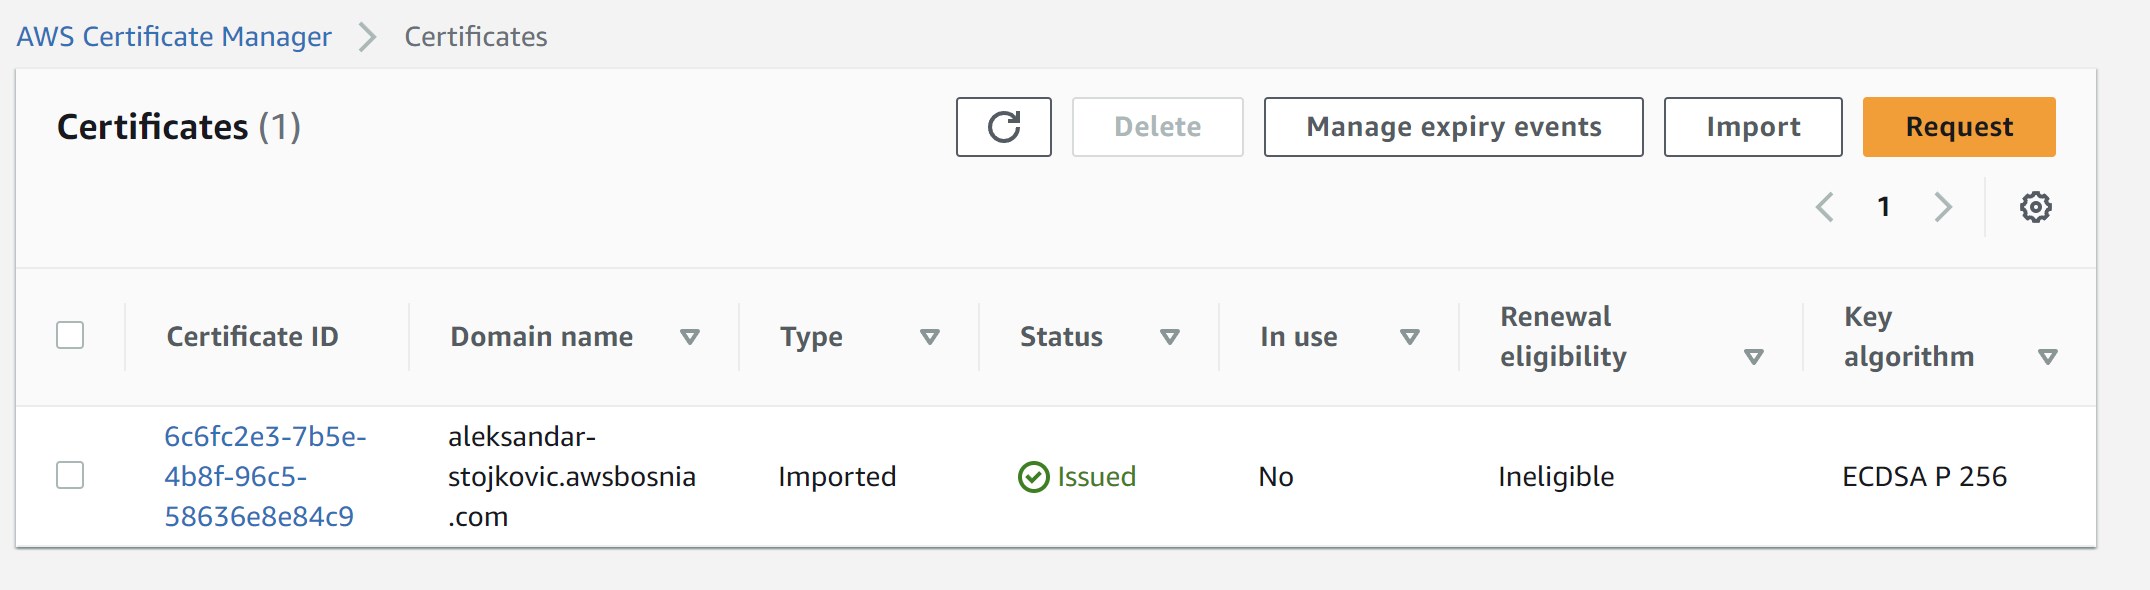 AWS Certificate Manager Certificates
Certificates (1)
Delete
Manage expiry events
Import
Request
1
Certificate ID
Domain name
Type
Status
In use
Renewal
eligibility
Key
algorithm
6c6fc2e3-7b5e-
4b8f-96c5-
58636e8e84c9
aleksandar-
stojkovic.awsbosnia
.com
Imported
Issued
No
Ineligible
ECDSA P 256